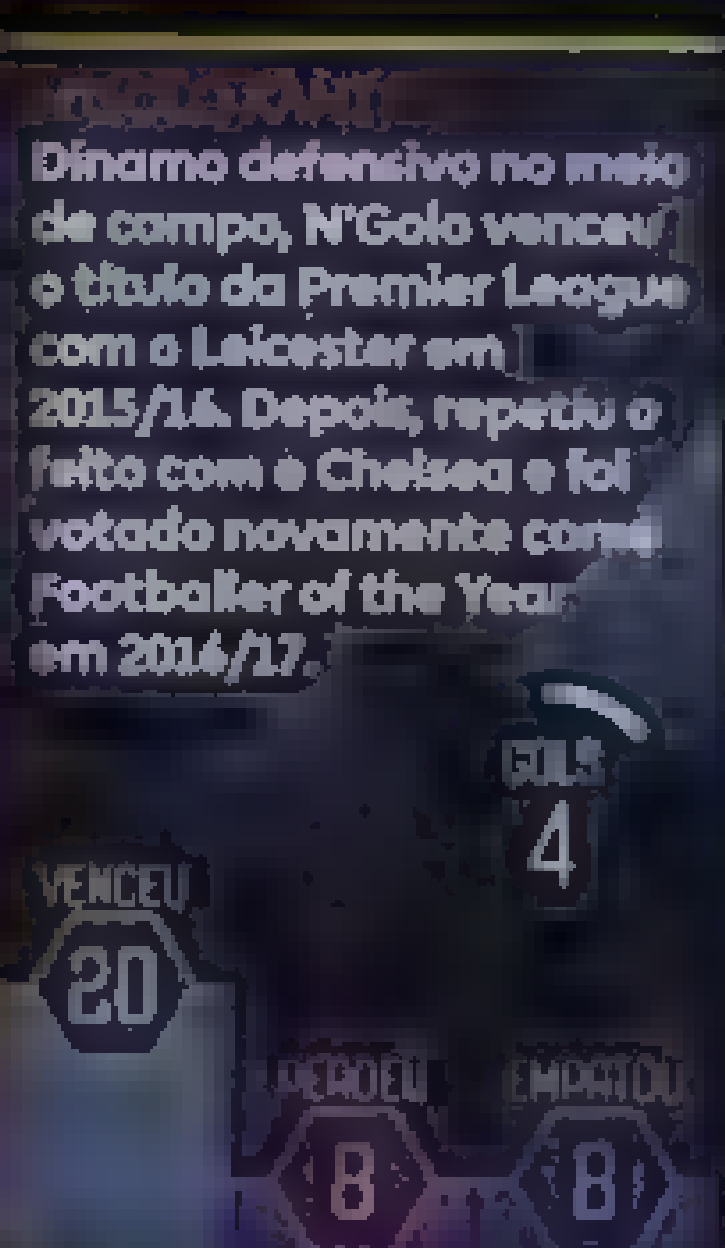 Dínamo defensivo no meio
de campo, N'Golo venceu
o título da Premier League
com o Leicester em
2015/16. Depois, repetiu o
feito com o Chelsea e foi
votado novamente como
Footballer of the Year
em 2016/17.
GOLS
4
VENCEU
20
PERDEU
EMPATOU
8
8